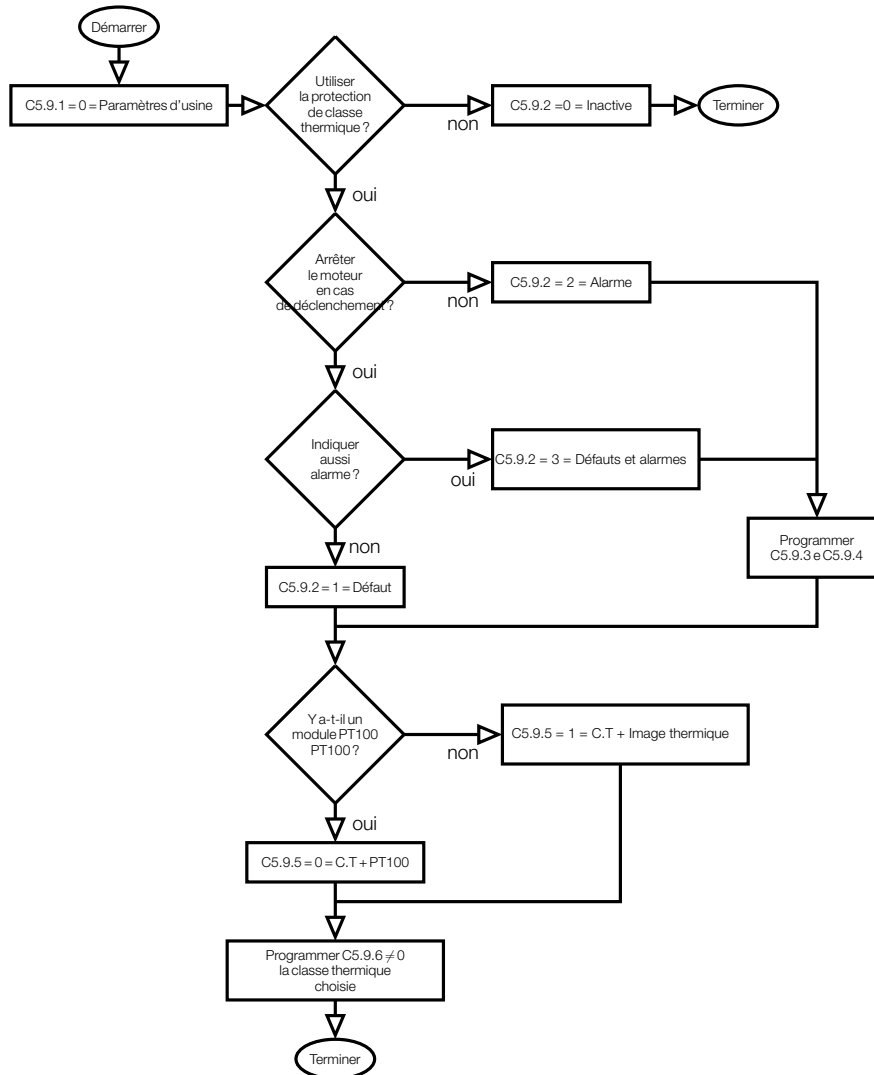 Démarrer
C5.9.1 = 0 = Paramètres d'usine
Utiliser
la protection
de classe
thermique ?
non
C5.9.2 =0 = Inactive
Terminer
oui
Arrêter
le moteur
en cas
de déclenchement ?
non
C5.9.2 = 2 = Alarme
oui
Indiquer
aussi
alarme ?
oui
C5.9.2 = 3 = Défauts et alarmes
non
Programmer
C5.9.3 e C5.9.4
C5.9.2 = 1 = Défaut
Y a-t-il un
module PT100
PT100 ?
non
C5.9.5 = 1 = C.T + Image thermique
oui
C5.9.5 = 0 = C.T + PT100
Programmer C5.9.6 ≠ 0
la classe thermique
choisie
Terminer